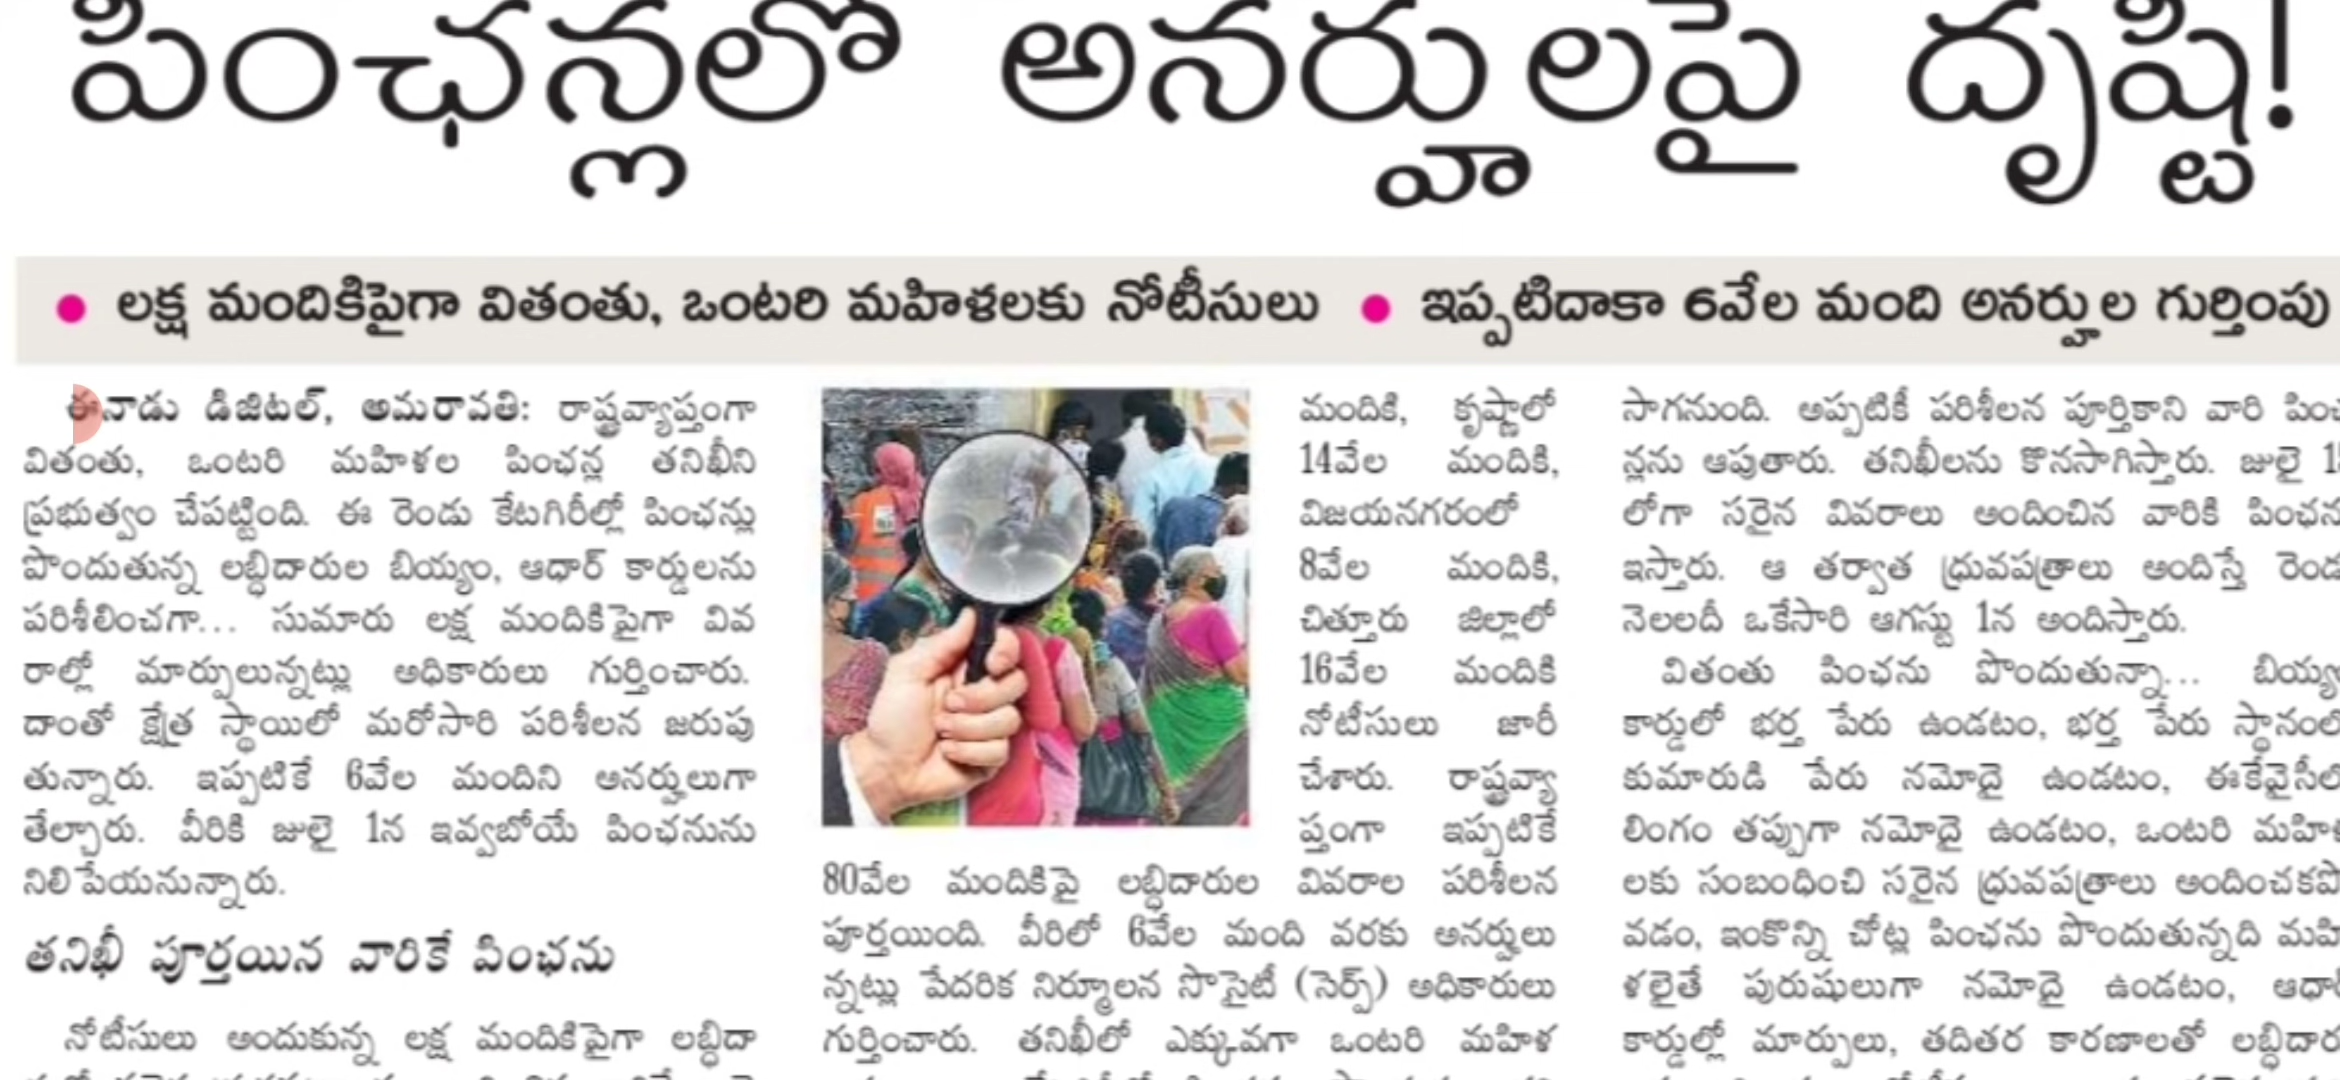 పింఛన్లలో అనర్హులపై దృష్టి!
• లక్ష మందికిపైగా వితంతు, ఒంటరి మహిళలకు నోటీసులు • ఇప్పటిదాకా 6వేల మంది అనర్హుల గుర్తింపు
ఈనాడు డిజిటల్, అమరావతి: రాష్ట్రవ్యాప్తంగా
వితంతు, ఒంటరి మహిళల పింఛన్ల తనిఖీని
ప్రభుత్వం చేపట్టింది. ఈ రెండు కేటగిరీల్లో పింఛన్లు
పొందుతున్న లబ్ధిదారుల బియ్యం, ఆధార్ కార్డులను
పరిశీలించగా... సుమారు లక్ష మందికిపైగా వివ
రాల్లో మార్పులున్నట్లు అధికారులు గుర్తించారు.
దాంతో క్షేత్ర స్థాయిలో మరోసారి పరిశీలన జరుపు
తున్నారు. ఇప్పటికే 6వేల మందిని అనర్హులుగా
తేల్చారు. వీరికి జులై 1న ఇవ్వబోయే పింఛనును
నిలిపేయనున్నారు.
తనిఖీ పూర్తయిన వారికే పింఛను
నోటీసులు అందుకున్న లక్ష మందికిపైగా లబ్ధిదా
మందికి, కృష్ణాలో
14వేల మందికి,
విజయనగరంలో
8వేల మందికి,
చిత్తూరు జిల్లాలో
16వేల మందికి
నోటీసులు జారీ
చేశారు. రాష్ట్రవ్యా
ప్తంగా ఇప్పటికే
80వేల మందికిపై లబ్ధిదారుల వివరాల పరిశీలన
పూర్తయింది. వీరిలో 6వేల మంది వరకు అనర్హులు
న్నట్లు పేదరిక నిర్మూలన సొసైటీ (సెర్ప్) అధికారులు
గుర్తించారు. తనిఖీలో ఎక్కువగా ఒంటరి మహిళ
సాగనుంది. అప్పటికీ పరిశీలన పూర్తికాని వారి
న్లను ఆపుతారు. తనిఖీలను కొనసాగిస్తారు. జులై
లోగా సరైన వివరాలు అందించిన వారికి
ఇస్తారు. ఆ తర్వాత ధ్రువపత్రాలు అందిస్తే
నెలలదీ ఒకేసారి ఆగస్టు 1న అందిస్తారు.
వితంతు పింఛను పొందుతున్నా...
కార్డులో భర్త పేరు ఉండటం, భర్త పేరు
కుమారుడి పేరు నమోదై ఉండటం,
లింగం తప్పుగా నమోదై ఉండటం, ఒంటరి
లకు సంబంధించి సరైన ధ్రువపత్రాలు అందించకపో
వడం, ఇంకొన్ని చోట్ల పింఛను పొందుతున్నది
ళలైతే పురుషులుగా నమోదై ఉండటం,
కార్డుల్లో మార్పులు, తదితర కారణాలతో